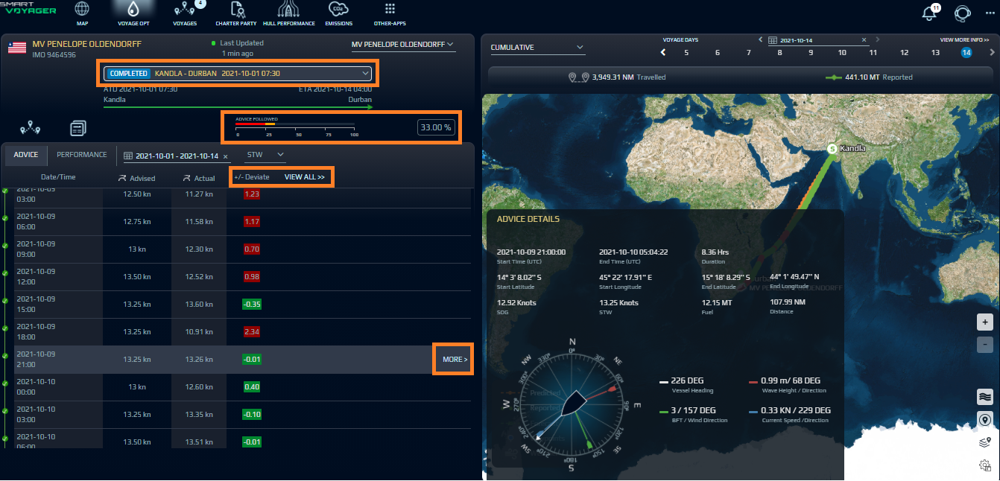 SMART
VOYAGER
4
11
MAP
VOYAGE OPT
VOYAGES
CHARTER PARTY
HULL PERFORMANCE
CO2
EMISSIONS
OTHER-APPS
MV PENELOPE OLDENDORFF
IMO 9464596
Last Updated
1 min ago
MV PENELOPE OLDENDORFF
COMPLETED KANDLA - DURBAN 2021-10-01 07:30
ATD 2021-10-01 07:30
ETA 2021-10-14 04:00
Kandla
Durban
ADVICE FOLLOWED
0 25 50 75 100
33.00 %
ADVICE
PERFORMANCE
2021-10-01 - 2021-10-14 ×
STW
Date/Time
Advised
Actual
+/- Deviate
VIEW ALL >>
2021-10-09
03:00
12.50 kn
11.27 kn
1.23
2021-10-09
06:00
12.75 kn
11.58 kn
1.17
2021-10-09
09:00
13 kn
12.30 kn
0.70
2021-10-09
12:00
13.50 kn
12.52 kn
0.98
2021-10-09
15:00
13.25 kn
13.60 kn
-0.35
2021-10-09
18:00
13.25 kn
10.91 kn
2.34
2021-10-09
21:00
13.25 kn
13.26 kn
-0.01
MORE >
2021-10-10
00:00
13 kn
12.60 kn
0.40
2021-10-10
03:00
13.25 kn
13.35 kn
-0.10
2021-10-10
06:00
13.50 kn
13.51 kn
-0.01
CUMULATIVE
VOYAGE DAYS
2021-10-14 ×
VIEW MORE INFO >>
5 6 7 8 9 10 11 12 13 14
3,949.31 NM Travelled
441.10 MT Reported
S Kandla
MV PENELOPE OLDENDORFF
ADVICE DETAILS
2021-10-09 21:00:00
Start Time (UTC)
2021-10-10 05:04:22
End Time (UTC)
8.36 Hrs
Duration
14° 3' 8.02" S
Start Latitude
45° 22' 17.91" E
Start Longitude
15° 18' 8.29" S
End Latitude
44° 1' 49.47" N
End Longitude
12.92 Knots
SOG
13.25 Knots
STW
12.15 MT
Fuel
107.99 NM
Distance
N
0°
30°
NE
60°
90°
E
120°
SE
150°
180°
S
210°
SW
240°
270°
W
300°
NW
330°
Predicted
Reported
226 DEG
Vessel Heading
0.99 m/ 68 DEG
Wave Height / Direction
3 / 157 DEG
BFT / Wind Direction
0.33 KN / 229 DEG
Current Speed /Direction
+
-